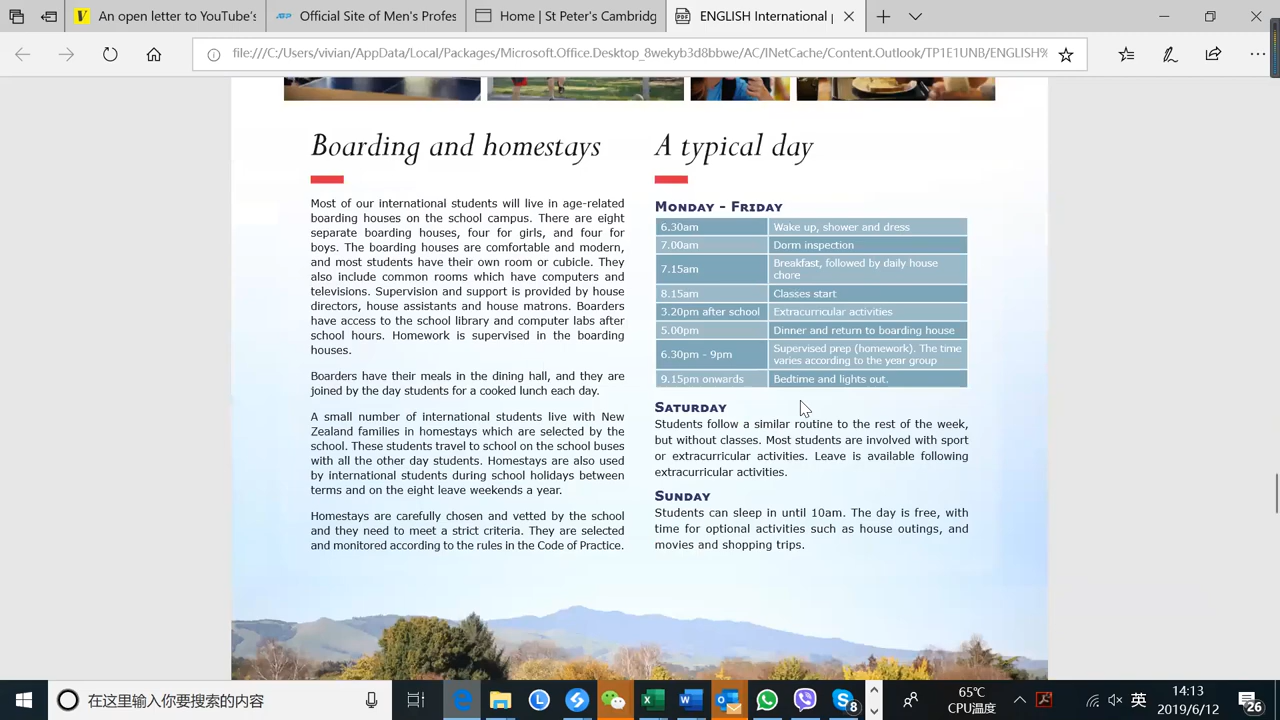 An open letter to YouTube's
Official Site of Men's Profes
Home | St Peter's Cambridg
ENGLISH International
file:///C:/Users/vivian/AppData/Local/Packages/Microsoft.Office.Desktop_8wekyb3d8bbwe/AC/INetCache/Content.Outlook/TP1E1UNB/ENGLISH%
Boarding and homestays
Most of our international students will live in age-related
boarding houses on the school campus. There are eight
separate boarding houses, four for girls, and four for
boys. The boarding houses are comfortable and modern,
and most students have their own room or cubicle. They
also include common rooms which have computers and
televisions. Supervision and support is provided by house
directors, house assistants and house matrons. Boarders
have access to the school library and computer labs after
school hours. Homework is supervised in the boarding
houses.
Boarders have their meals in the dining hall, and they are
joined by the day students for a cooked lunch each day.
A small number of international students live with New
Zealand families in homestays which are selected by the
school. These students travel to school on the school buses
with all the other day students. Homestays are also used
by international students during school holidays between
terms and on the eight leave weekends a year.
Homestays are carefully chosen and vetted by the school
and they need to meet a strict criteria. They are selected
and monitored according to the rules in the Code of Practice.
A typical day
MONDAY - FRIDAY
6.30am Wake up, shower and dress
7.00am Dorm inspection
7.15am Breakfast, followed by daily house
chore
8.15am Classes start
3.20pm after school Extracurricular activities
5.00pm Dinner and return to boarding house
6.30pm - 9pm Supervised prep (homework). The time
varies according to the year group
9.15pm onwards Bedtime and lights out.
SATURDAY
Students follow a similar routine to the rest of the week,
but without classes. Most students are involved with sport
or extracurricular activities. Leave is available following
extracurricular activities.
SUNDAY
Students can sleep in until 10am. The day is free, with
time for optional activities such as house outings, and
movies and shopping trips.
在这里输入你要搜索的内容
8
65℃
CPU温度
英
14:13
2019/6/12
26